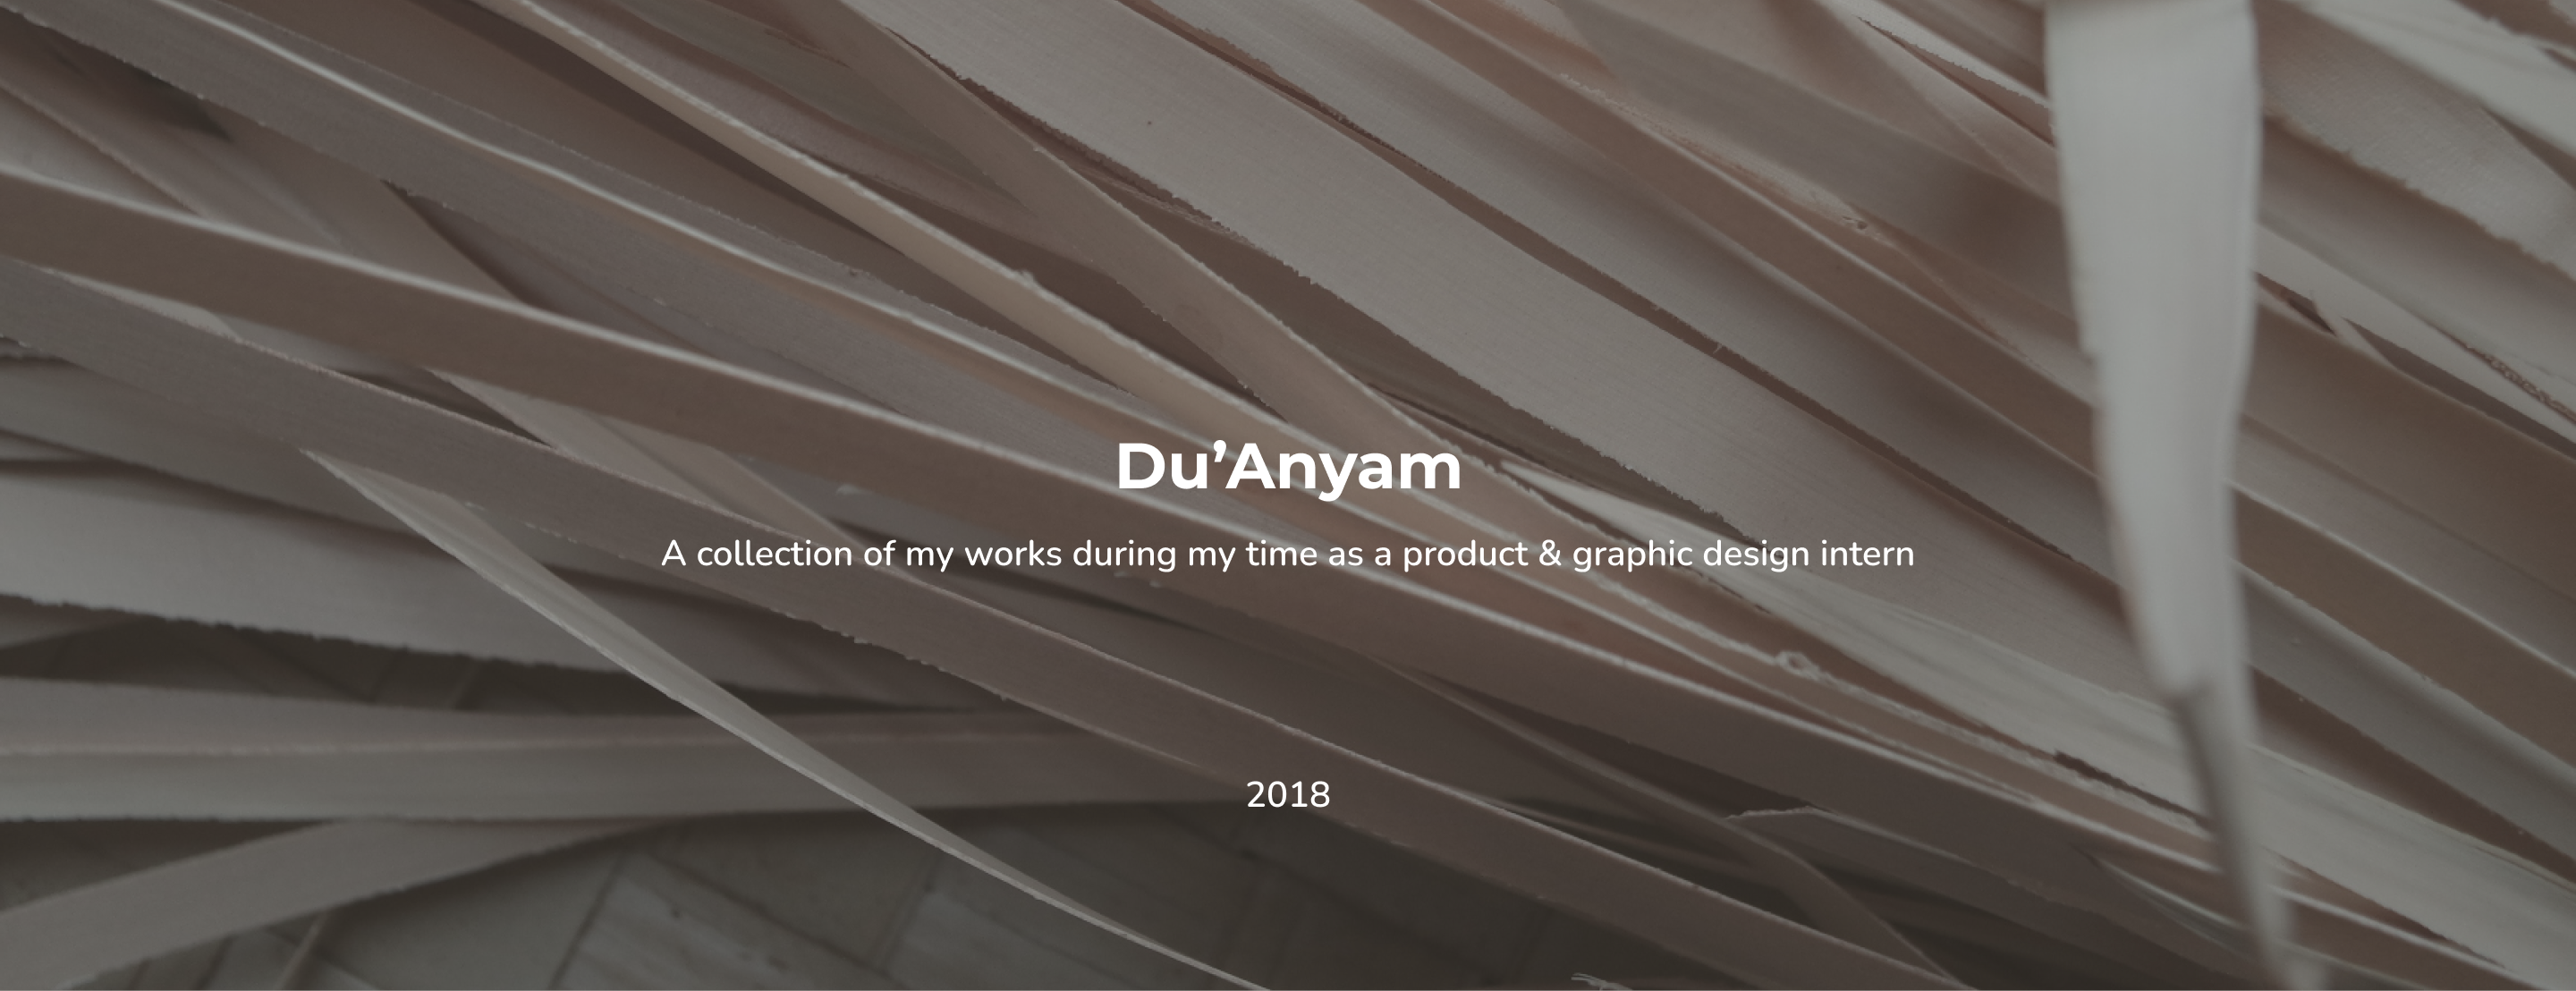 Du’Anyam
A collection of my works during my time as a product & graphic design intern
2018